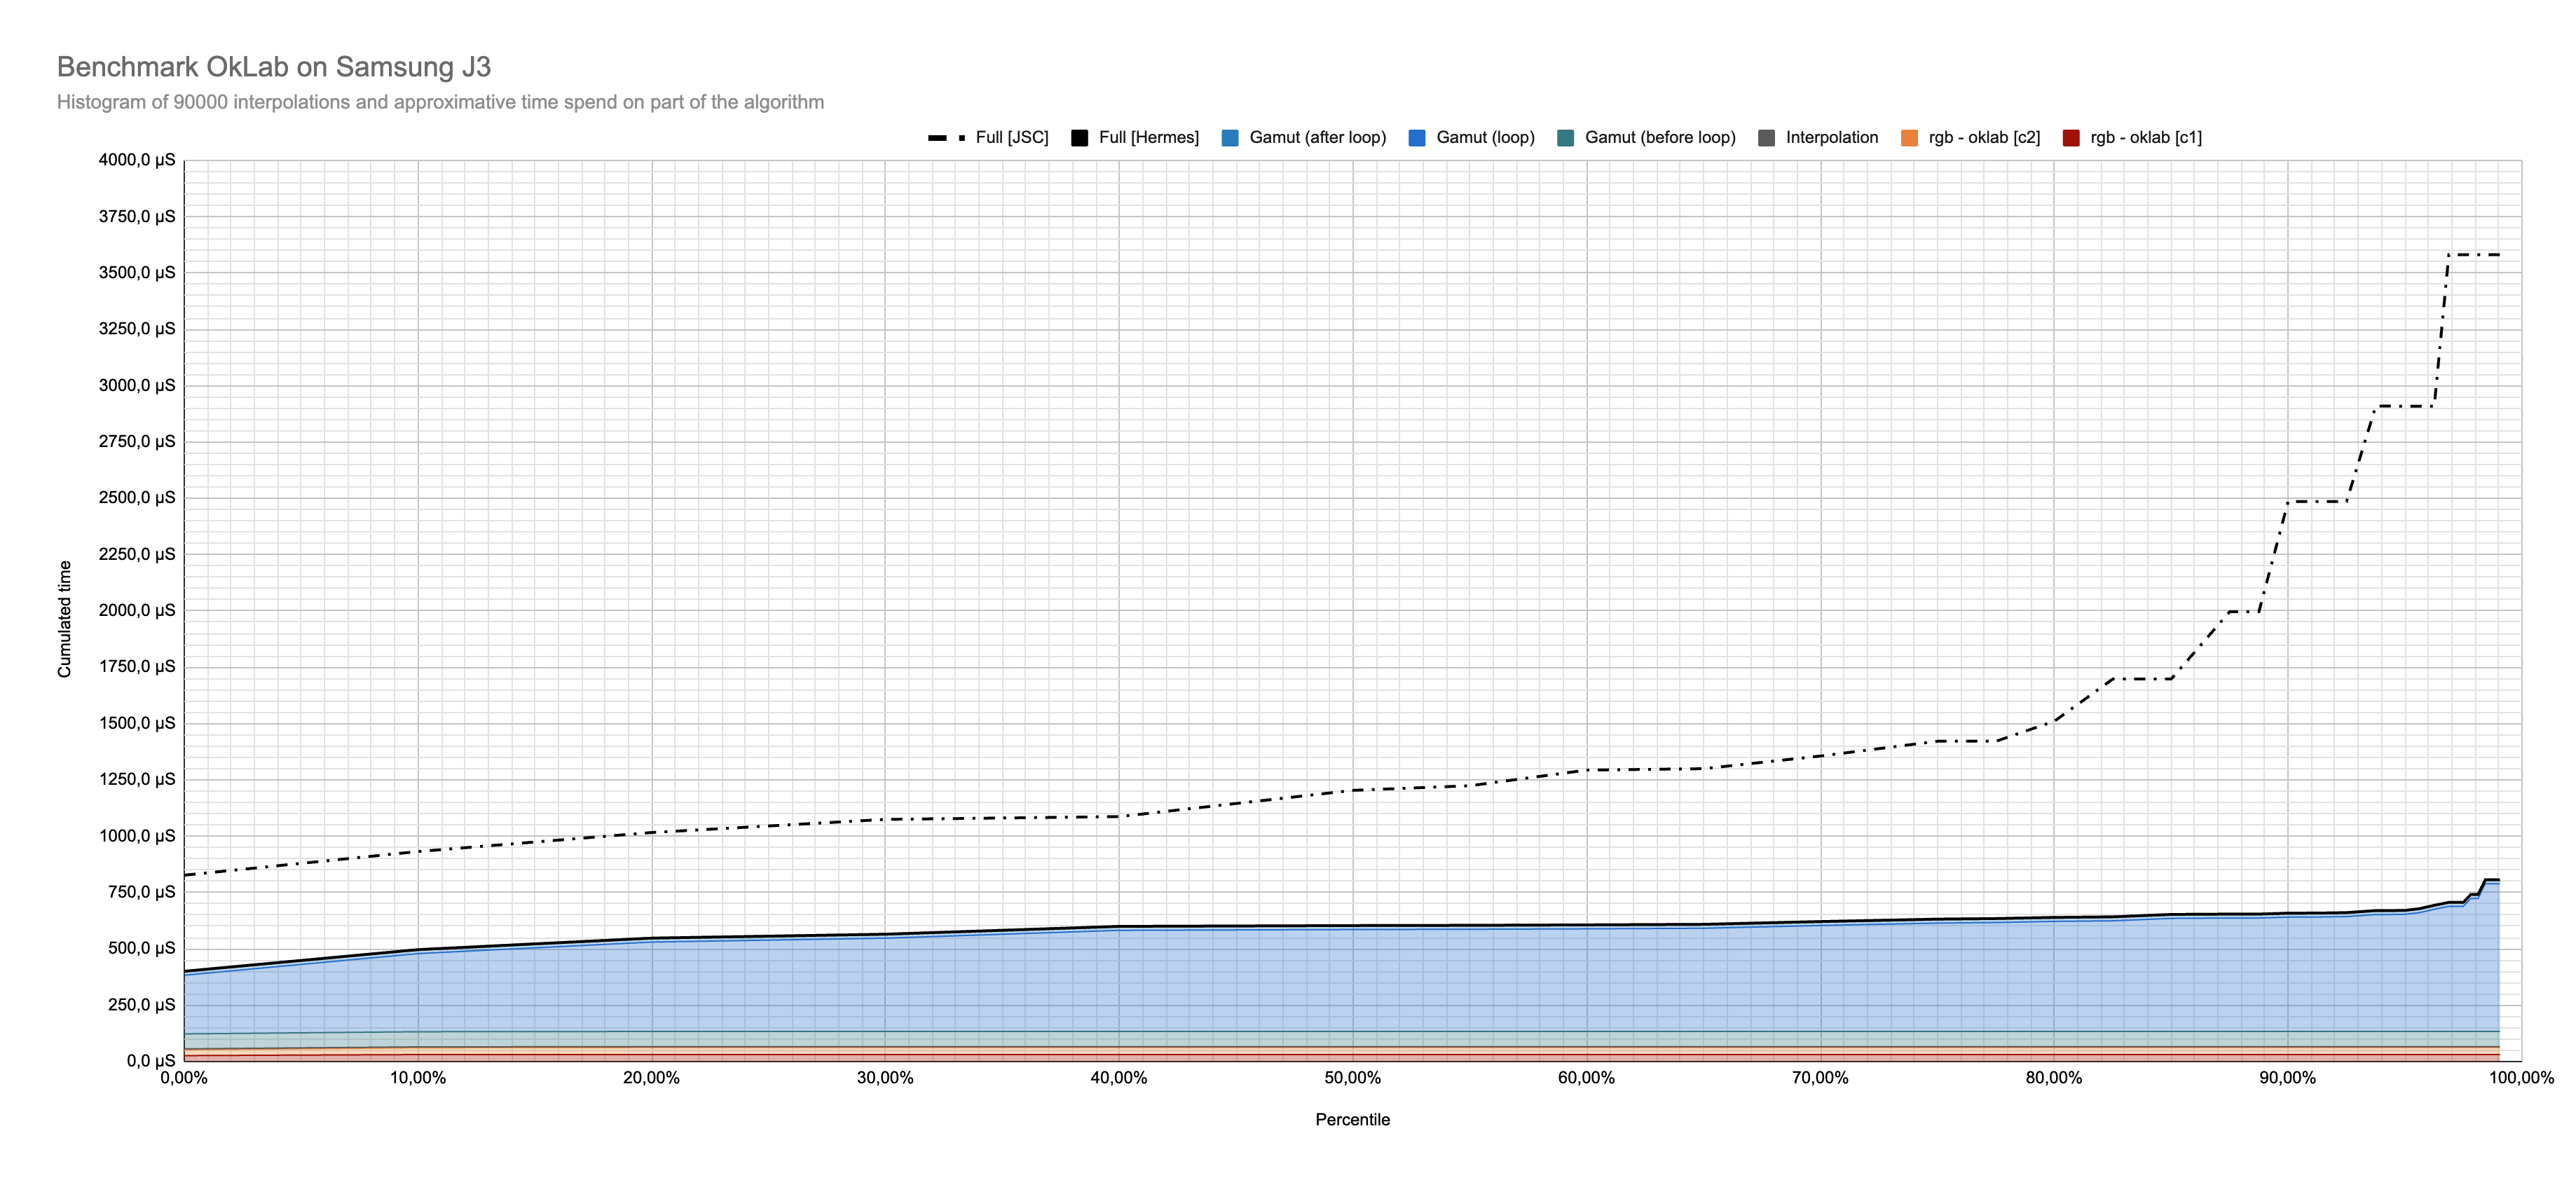 Benchmark OkLab on Samsung J3
Histogram of 90000 interpolations and approximative time spend on part of the algorithm
Full [JSC] Full [Hermes] Gamut (after loop) Gamut (loop) Gamut (before loop) Interpolation rgb - oklab [c2] rgb - oklab [c1]
4000,0 µS
3750,0 µS
3500,0 µS
3250,0 µS
3000,0 µS
2750,0 µS
2500,0 µS
2250,0 µS
2000,0 µS
1750,0 µS
1500,0 µS
1250,0 µS
1000,0 µS
750,0 µS
500,0 µS
250,0 µS
0,0 µS
Cumulated time
0,00% 10,00% 20,00% 30,00% 40,00% 50,00% 60,00% 70,00% 80,00% 90,00% 100,00%
Percentile